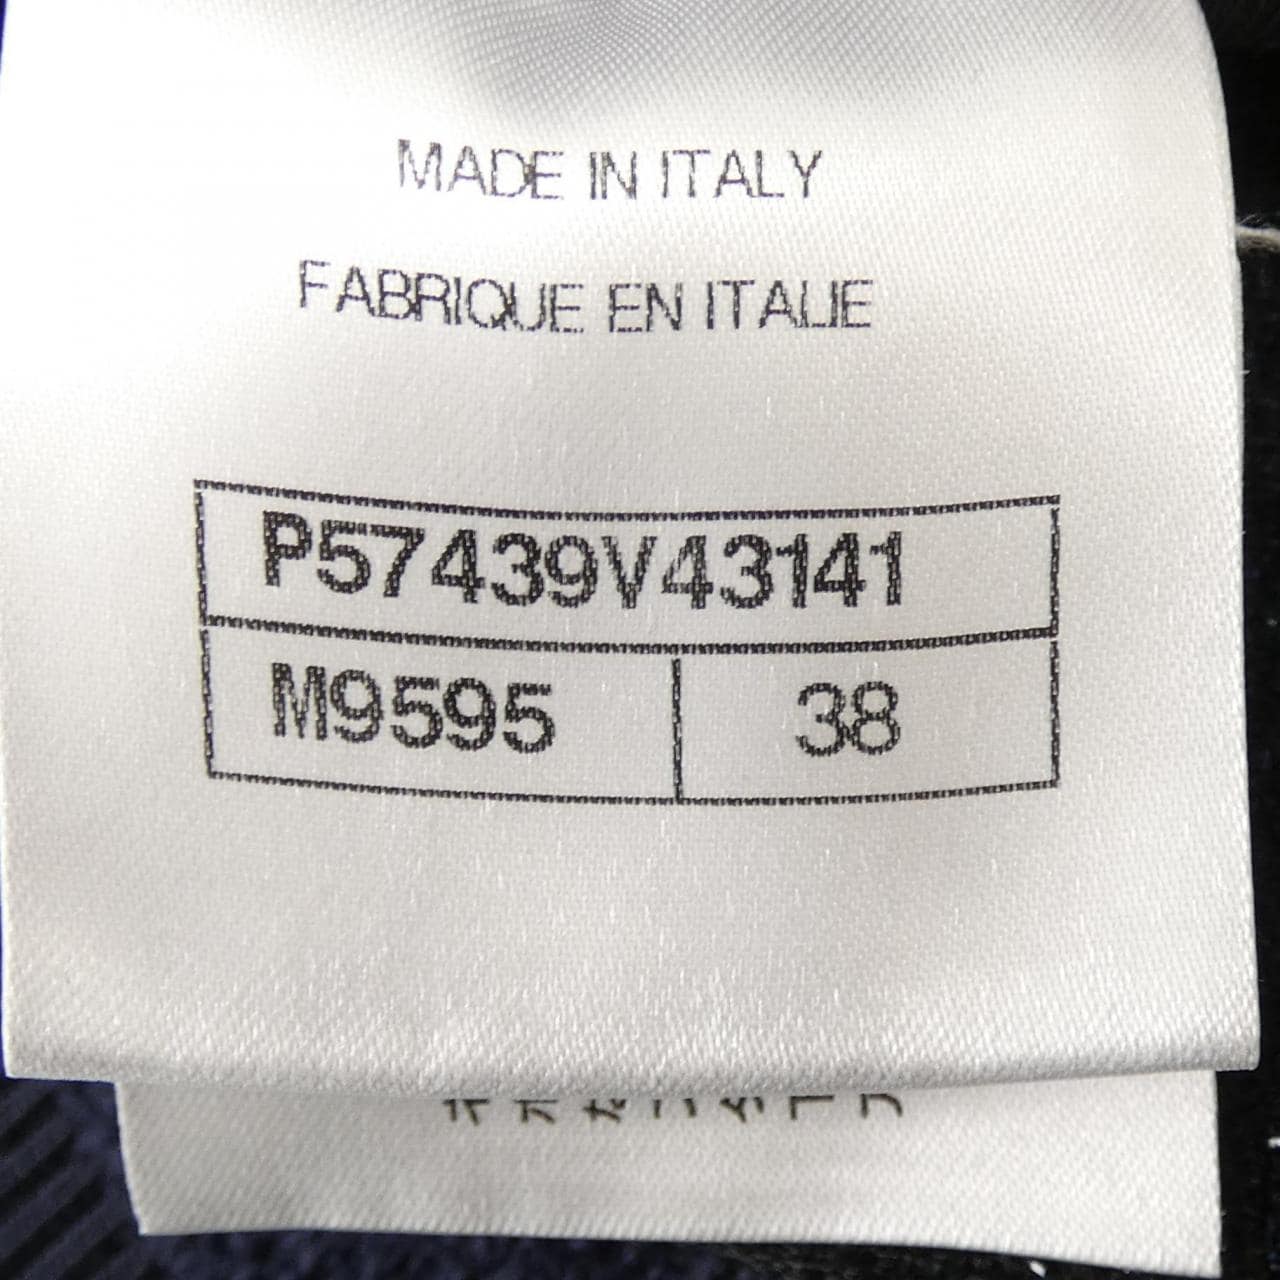 MADE IN ITALY
FABRIQUE EN ITALIE
P57439V43141
M9595 38